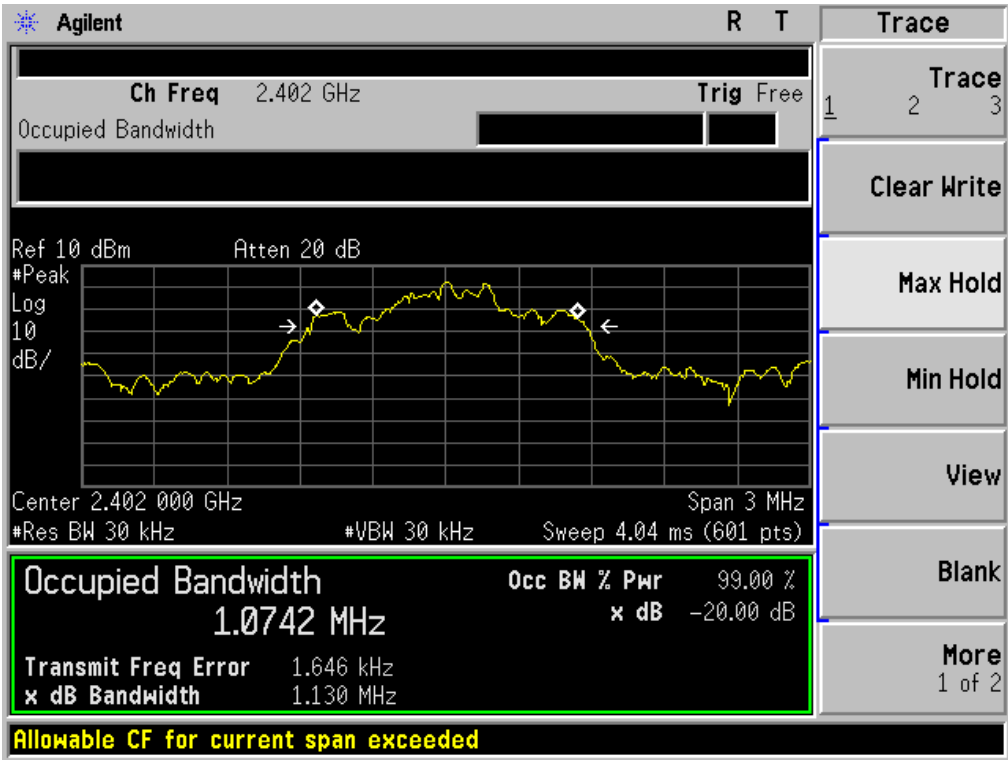 Agilent R T
Ch Freq 2.402 GHz Trig Free
Occupied Bandwidth
Ref 10 dBm Atten 20 dB
#Peak
Log
10
dB/
Center 2.402 000 GHz Span 3 MHz
#Res BW 30 kHz #VBW 30 kHz Sweep 4.04 ms (601 pts)
Occupied Bandwidth
1.0742 MHz
Occ BW % Pwr 99.00 %
x dB -20.00 dB
Transmit Freq Error 1.646 kHz
x dB Bandwidth 1.130 MHz
Allowable CF for current span exceeded
Trace
Trace
1 2 3
Clear Write
Max Hold
Min Hold
View
Blank
More
1 of 2